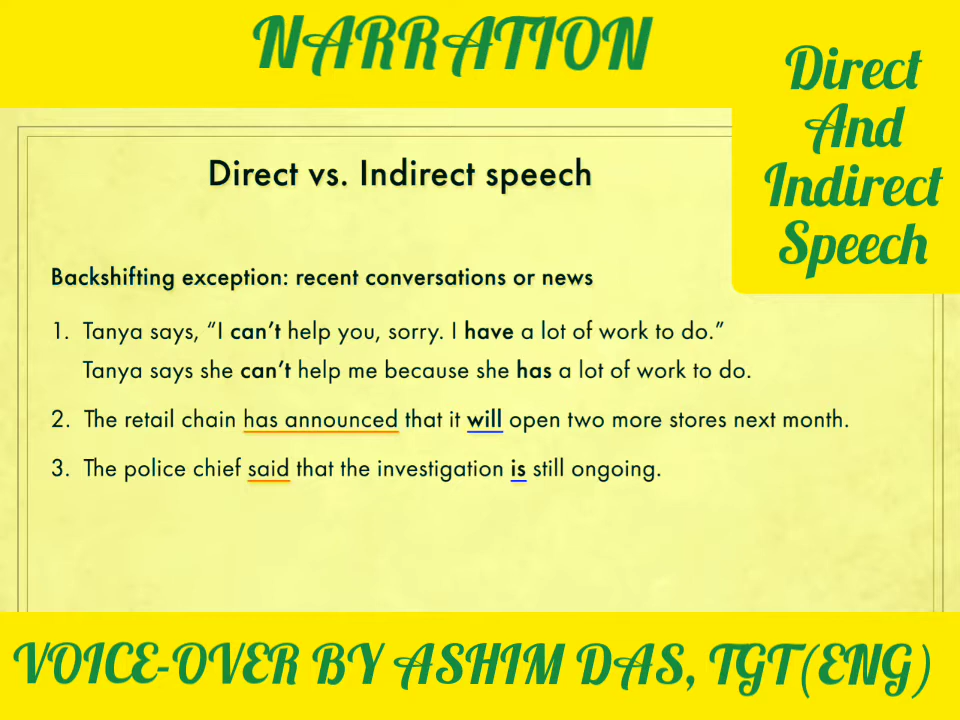 NARRATION
Direct
And
Indirect
Speech
Direct vs. Indirect speech
Backshifting exception: recent conversations or news
1. Tanya says, “I can’t help you, sorry. I have a lot of work to do.”
Tanya says she can’t help me because she has a lot of work to do.
2. The retail chain has announced that it will open two more stores next month.
3. The police chief said that the investigation is still ongoing.
VOICE-OVER BY ASHIM DAS, TGT(ENG)